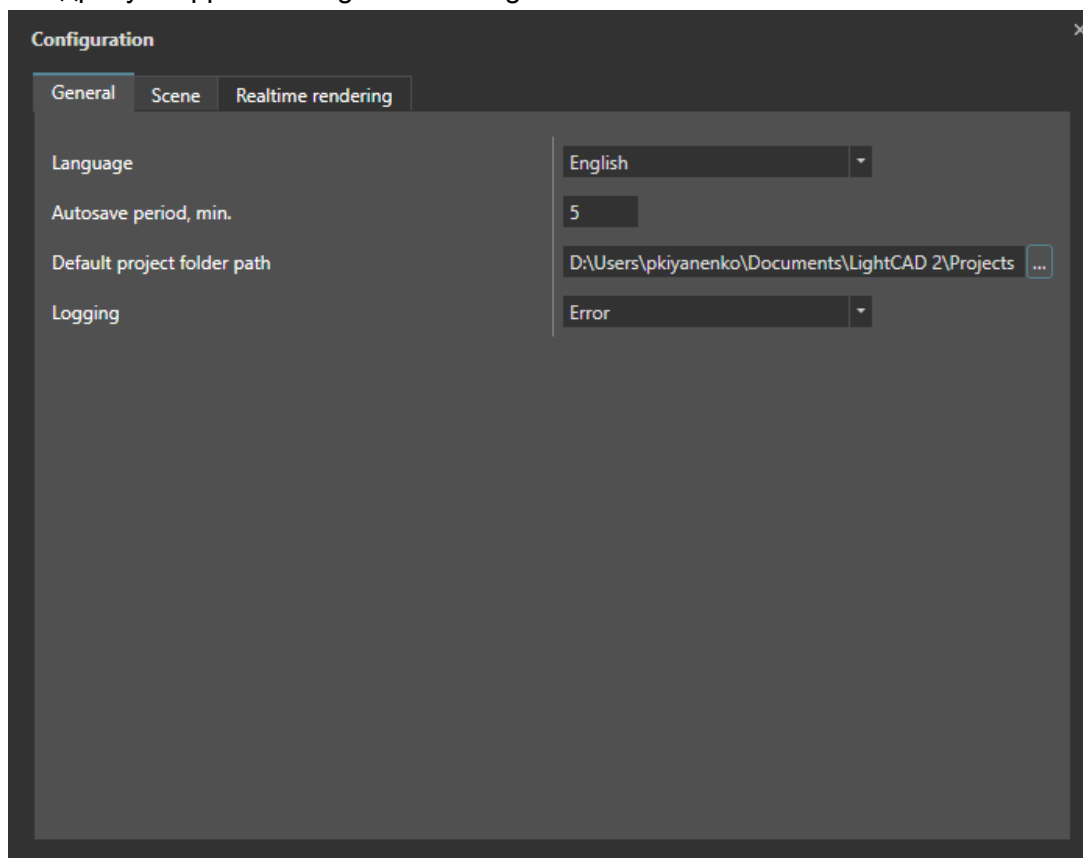 Configuration
×
General Scene Realtime rendering
Language English
Autosave period, min. 5
Default project folder path D:\Users\pkiyanenko\Documents\LightCAD 2\Projects ...
Logging Error